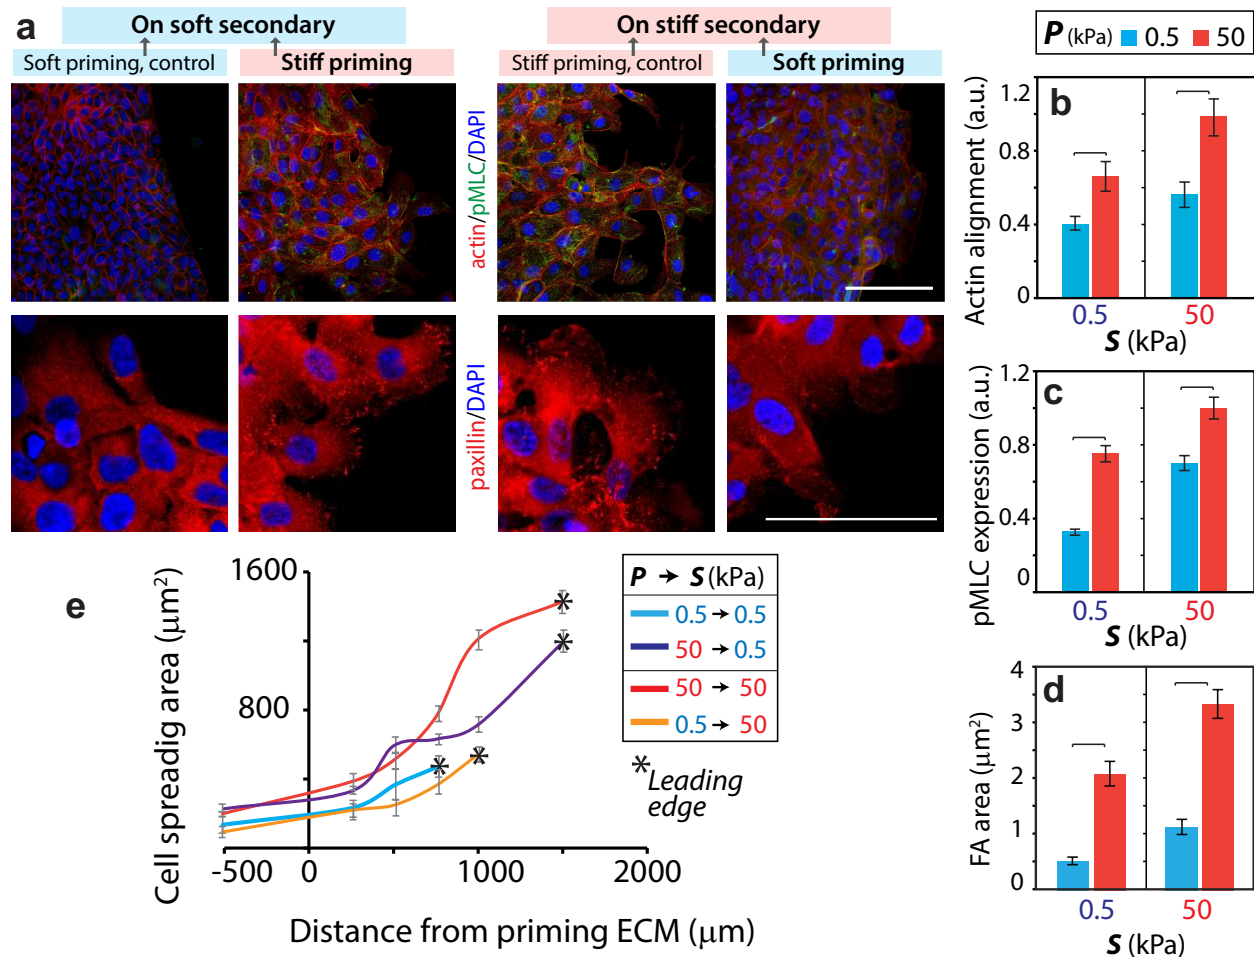 a
On soft secondary
On stiff secondary
Soft priming, control
Stiff priming
Stiff priming, control
Soft priming
actin/pMLC/DAPI
paxillin/DAPI
P (kPa) 0.5 50
b
Actin alignment (a.u.)
1.2
0.8
0.4
0
0.5 50
S (kPa)
c
pMLC expression (a.u.)
1.2
0.8
0.4
0
0.5 50
S (kPa)
d
FA area (μm²)
4
3
2
1
0
0.5 50
S (kPa)
e
Cell spreadig area (μm²)
1600
800
-500 0 1000 2000
Distance from priming ECM (μm)
P → S (kPa)
0.5 → 0.5
50 → 0.5
50 → 50
0.5 → 50
* Leading
edge